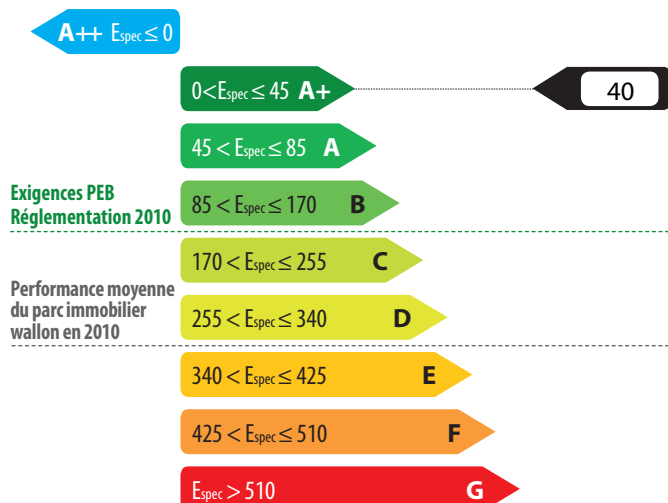 A++ Espec ≤ 0
0 < Espec ≤ 45 A+
40
45 < Espec ≤ 85 A
Exigences PEB
Réglementation 2010
85 < Espec ≤ 170 B
170 < Espec ≤ 255 C
Performance moyenne
du parc immobilier
wallon en 2010
255 < Espec ≤ 340 D
340 < Espec ≤ 425 E
425 < Espec ≤ 510 F
Espec > 510 G